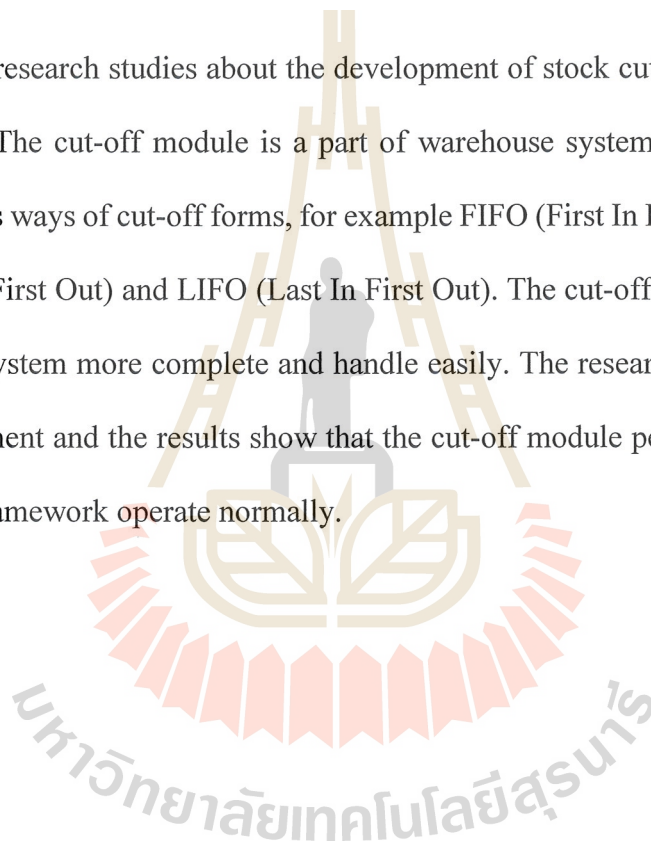 research studies about the development of stock cut
The cut-off module is a part of warehouse system
ways of cut-off forms, for example FIFO (First In
First Out) and LIFO (Last In First Out). The cut-off
system more complete and handle easily. The resear
ent and the results show that the cut-off module
amework operate normally.
มหาวิทยาลัยเทคโนโลยีสุรนารี